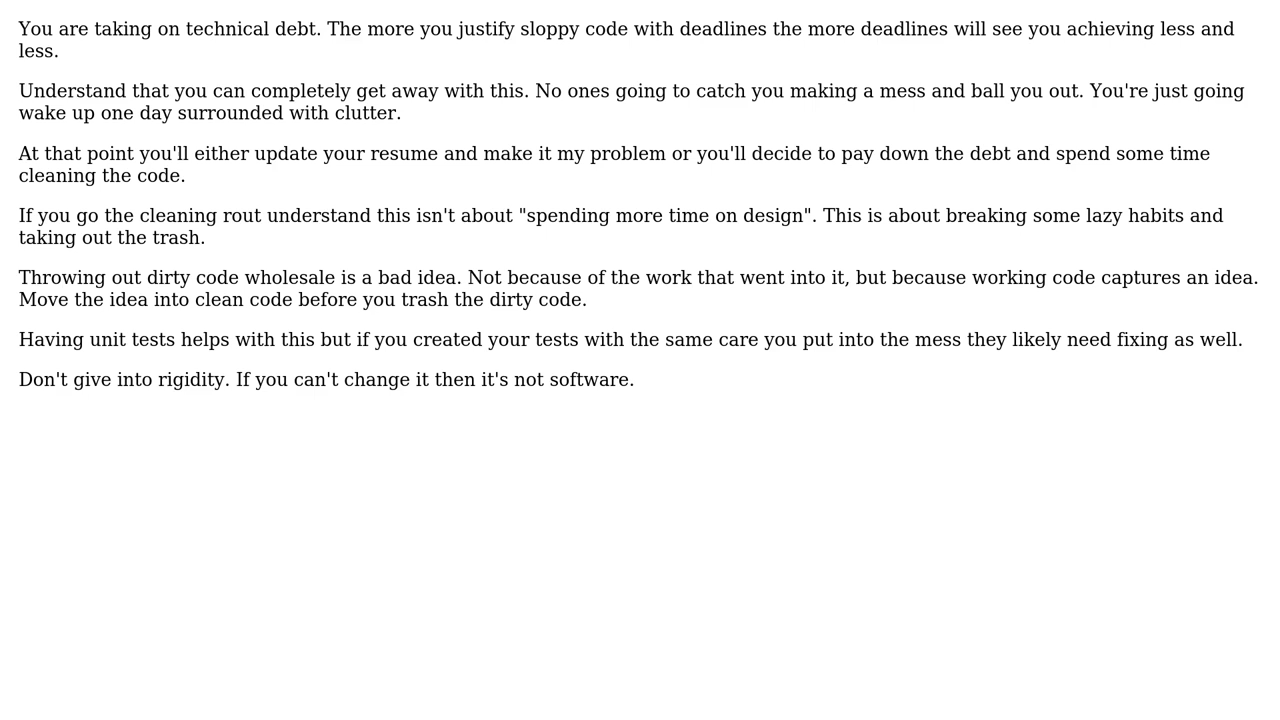 You are taking on technical debt. The more you justify sloppy code with deadlines the more deadlines will see you achieving less and
less.
Understand that you can completely get away with this. No ones going to catch you making a mess and ball you out. You're just going
wake up one day surrounded with clutter.
At that point you'll either update your resume and make it my problem or you'll decide to pay down the debt and spend some time
cleaning the code.
If you go the cleaning rout understand this isn't about "spending more time on design". This is about breaking some lazy habits and
taking out the trash.
Throwing out dirty code wholesale is a bad idea. Not because of the work that went into it, but because working code captures an idea.
Move the idea into clean code before you trash the dirty code.
Having unit tests helps with this but if you created your tests with the same care you put into the mess they likely need fixing as well.
Don't give into rigidity. If you can't change it then it's not software.